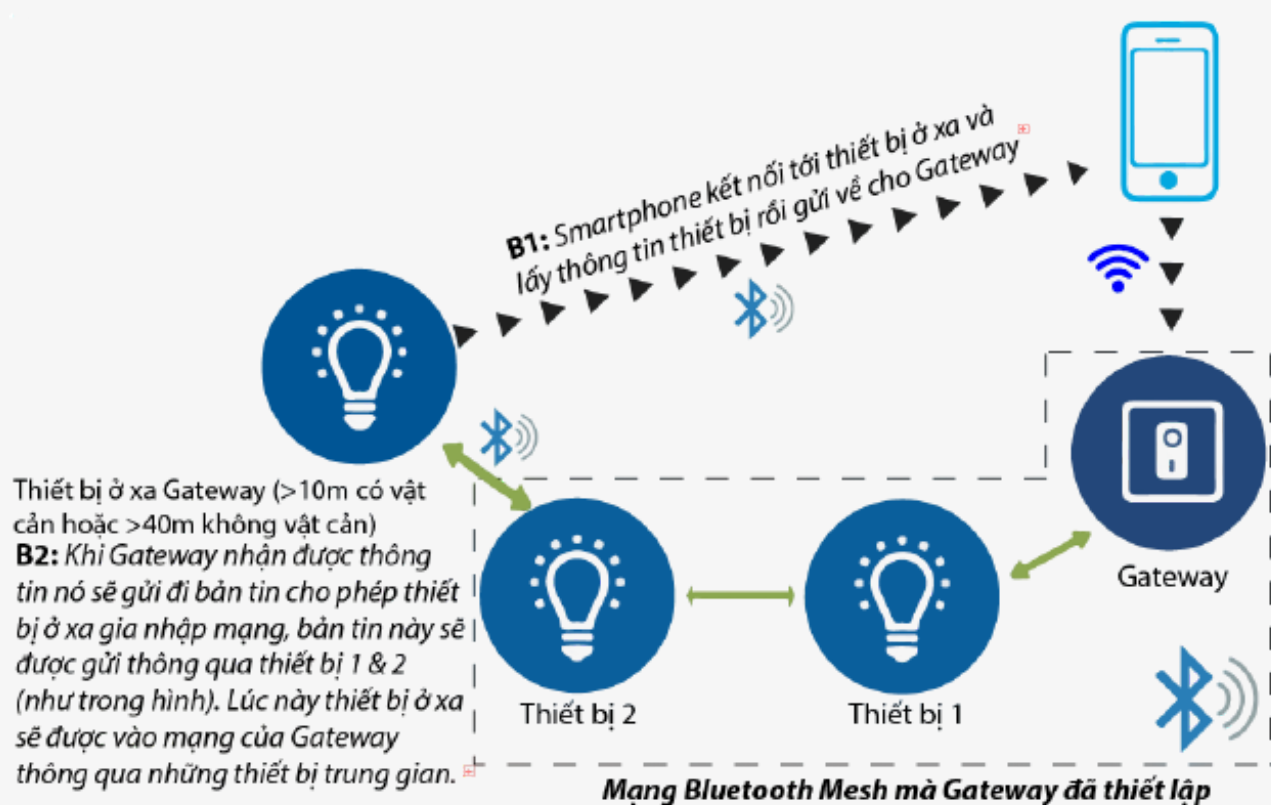 B1: Smartphone kết nối tới thiết bị ở xa và
lấy thông tin thiết bị rồi gửi về cho Gateway
Thiết bị ở xa Gateway (>10m có vật
cản hoặc >40m không vật cản)
B2: Khi Gateway nhận được thông
tin nó sẽ gửi đi bản tin cho phép thiết
bị ở xa gia nhập mạng, bản tin này sẽ
được gửi thông qua thiết bị 1 & 2
(như trong hình). Lúc này thiết bị ở xa
sẽ được vào mạng của Gateway
thông qua những thiết bị trung gian.
Thiết bị 2
Thiết bị 1
Gateway
Mạng Bluetooth Mesh mà Gateway đã thiết lập